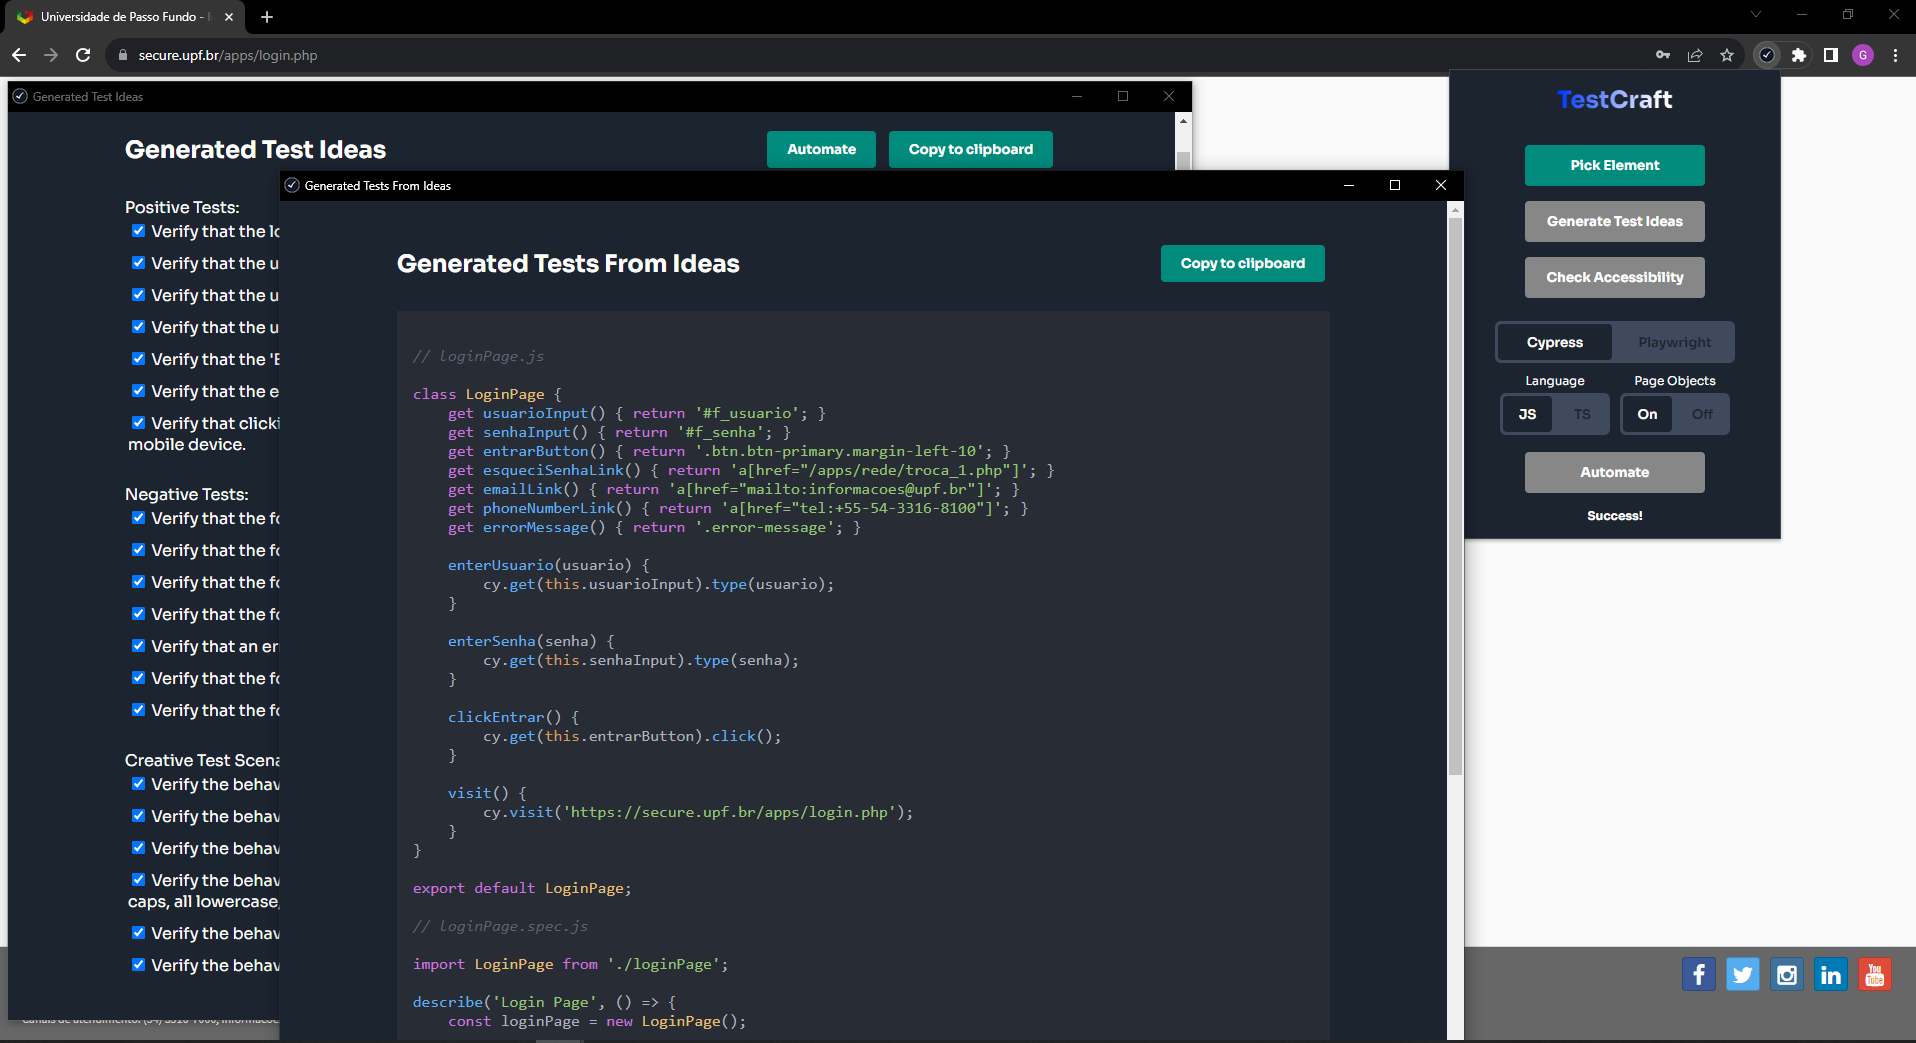 Universidade de Passo Fundo - I
secure.upf.br/apps/login.php
G
Generated Test Ideas
Generated Test Ideas
Automate
Copy to clipboard
Positive Tests:
Verify that the
Verify that the
Verify that the
Verify that the
Verify that the
Verify that the
Verify that
mobile device.
Negative Tests:
Verify that the
Verify that the
Verify that the
Verify that the
Verify that an
Verify that the
Verify that the
Creative Test
Verify the
Verify the
Verify the
Verify the
caps, all lowercase,
Verify the
Verify the
Generated Tests From Ideas
Generated Tests From Ideas
Copy to clipboard
// loginPage.js
class LoginPage {
get usuarioInput() { return '#f_usuario'; }
get senhaInput() { return '#f_senha'; }
get entrarButton() { return '.btn.btn-primary.margin-left-10'; }
get esqueciSenhaLink() { return 'a[href="/apps/rede/troca_1.php"]'; }
get emailLink() { return 'a[href="mailto:informacoes@upf.br"]'; }
get phoneNumberLink() { return 'a[href="tel:+55-54-3316-8100"]'; }
get errorMessage() { return '.error-message'; }
enterUsuario(usuario) {
cy.get(this.usuarioInput).type(usuario);
}
enterSenha(senha) {
cy.get(this.senhaInput).type(senha);
}
clickEntrar() {
cy.get(this.entrarButton).click();
}
visit() {
cy.visit('https://secure.upf.br/apps/login.php');
}
}
export default LoginPage;
// loginPage.spec.js
import LoginPage from './loginPage';
describe('Login Page', () => {
const loginPage = new LoginPage();
TestCraft
Pick Element
Generate Test Ideas
Check Accessibility
Cypress
Playwright
Language
Page Objects
JS
TS
On
Off
Automate
Success!
in
You
Tube